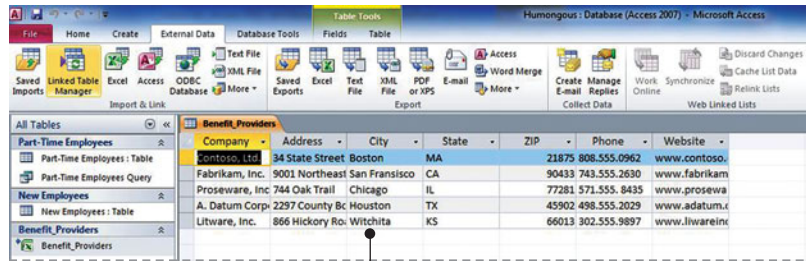 A Table Tools Humongous : Database (Access 2007) - Microsoft Access
File Home Create External Data Database Tools Fields Table
Saved Imports Linked Table Manager Excel Access ODBC Database Text File XML File More Saved Exports Excel Text File XML File PDF or XPS E-mail Access Word Merge More Create E-mail Manage Replies Work Online Synchronize Discard Changes Cache List Data Relink Lists
Import & Link Export Collect Data Web Linked Lists
All Tables « Benefit_Providers
Part-Time Employees Company Address City State ZIP Phone Website
Part-Time Employees : Table Contoso, Ltd. 34 State Street Boston MA 21875 808.555.0962 www.contoso.
Part-Time Employees Query Fabrikam, Inc. 9001 Northeast San Fransisco CA 90433 743.555.2630 www.fabrikam
New Employees Proseware, Inc 744 Oak Trail Chicago IL 77281 571.555. 8435 www.prosewa
New Employees : Table A. Datum Corp 2297 County Bo Houston TX 45902 498.555.2029 www.adatum.c
Benefit_Providers Litware, Inc. 866 Hickory Ro Witchita KS 66013 302.555.9897 www.liwareinc
Benefit_Providers